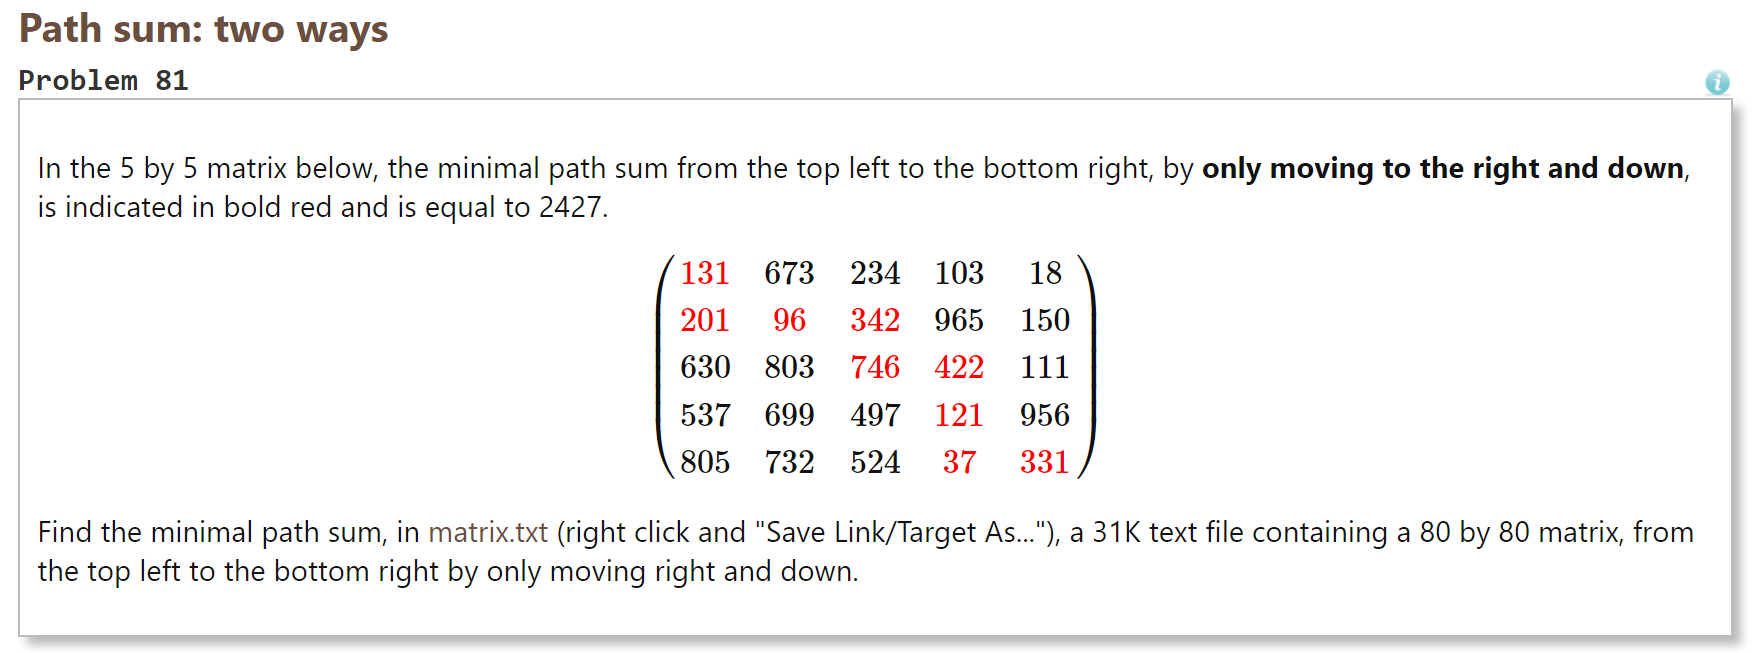 Path sum: two ways
Problem 81
i
In the 5 by 5 matrix below, the minimal path sum from the top left to the bottom right, by only moving to the right and down,
is indicated in bold red and is equal to 2427.
131 673 234 103 18
201 96 342 965 150
630 803 746 422 111
537 699 497 121 956
805 732 524 37 331
Find the minimal path sum, in matrix.txt (right click and "Save Link/Target As..."), a 31K text file containing a 80 by 80 matrix, from
the top left to the bottom right by only moving right and down.